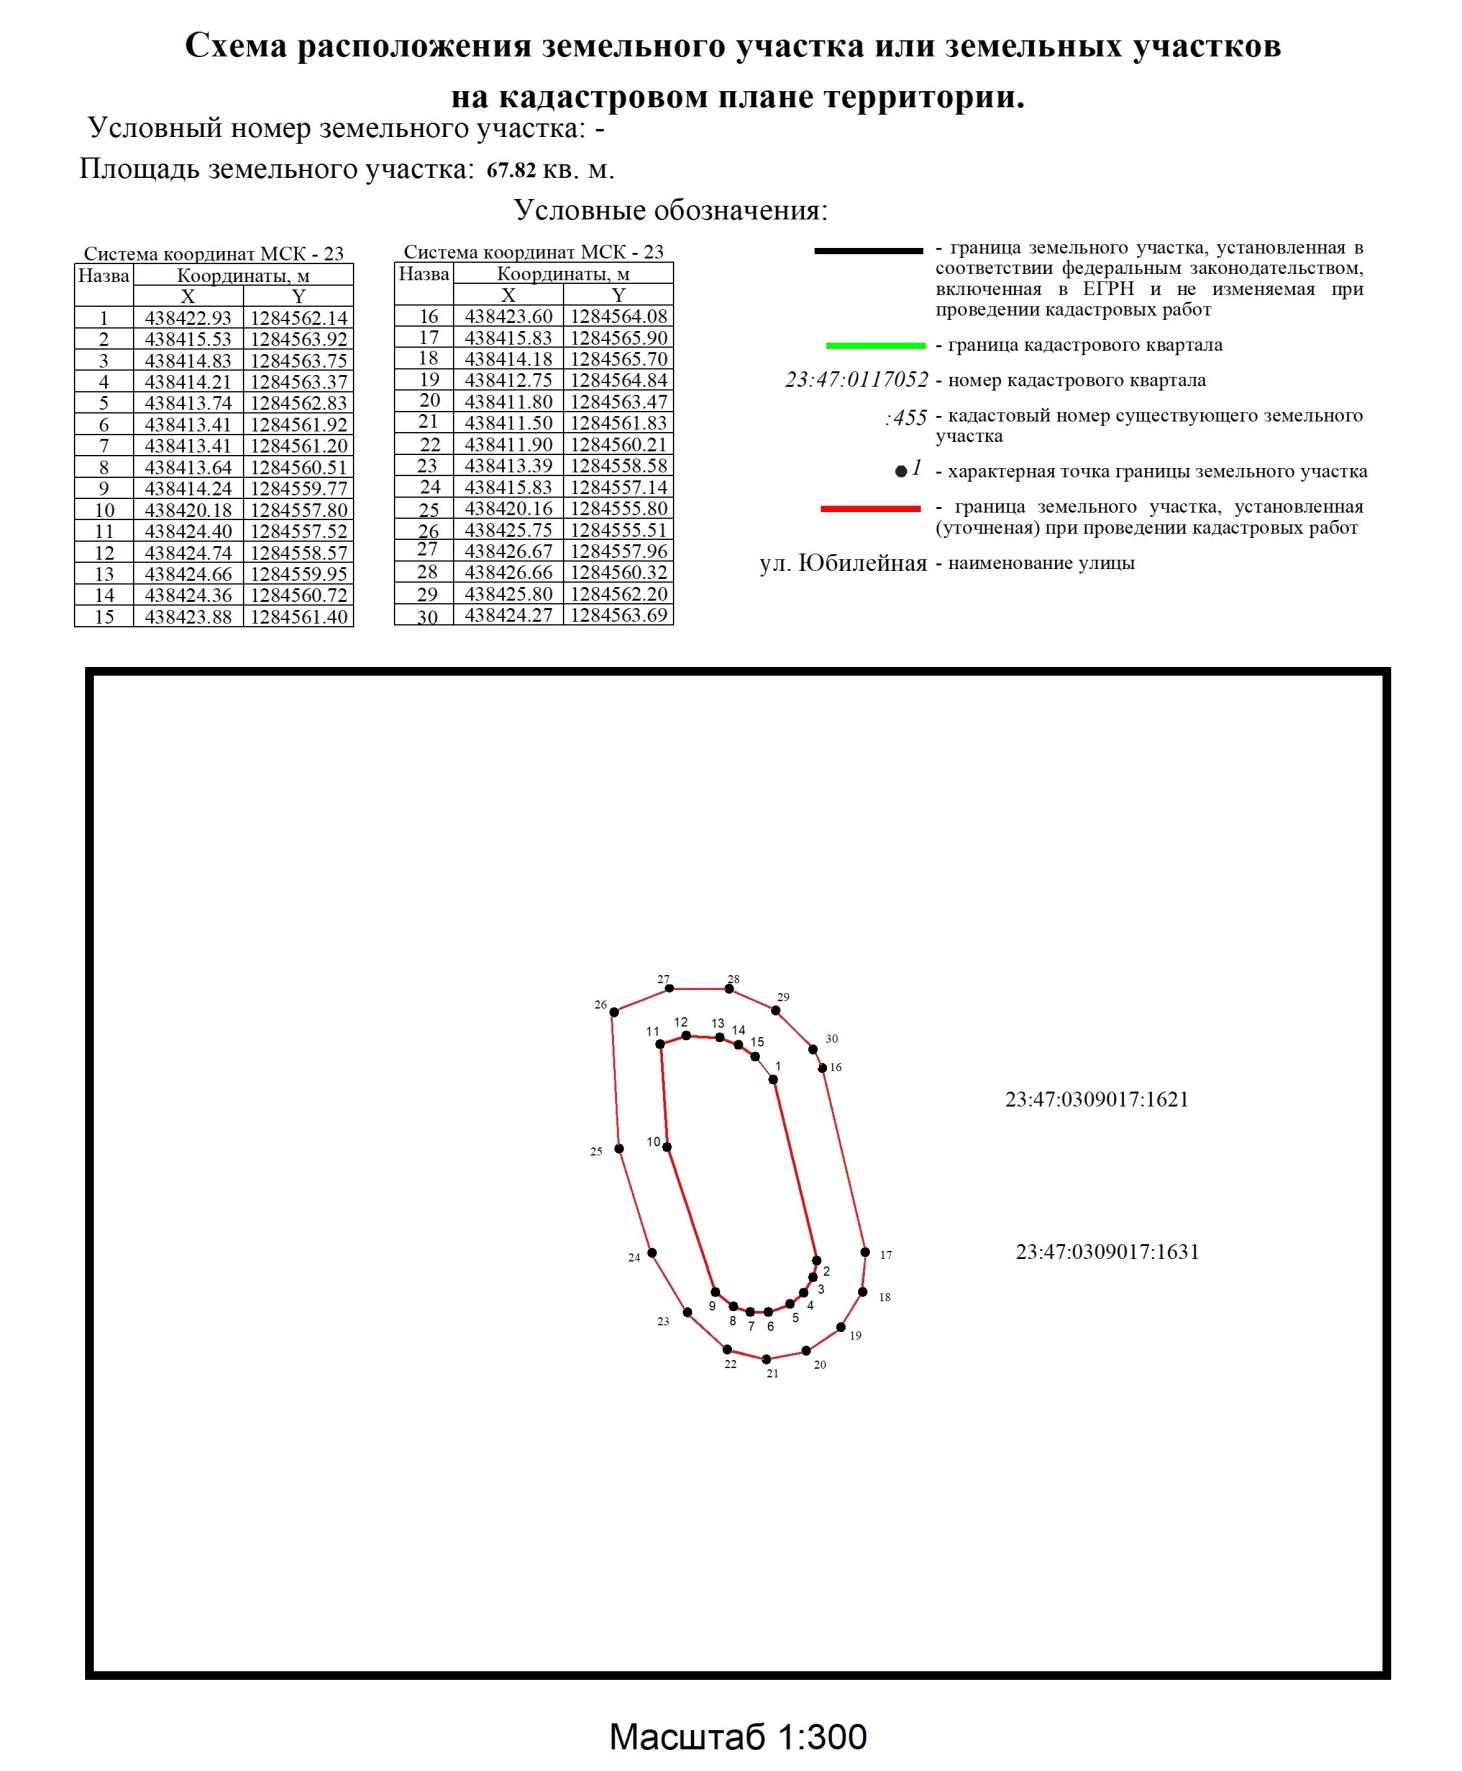 Схема расположения земельного участка или земельных участков
на кадастровом плане территории.
Условный номер земельного участка: -
Площадь земельного участка: 67.82 кв. м.
Условные обозначения:
Система координат МСК - 23
Назва Координаты, м
X Y
1 438422.93 1284562.14
2 438415.53 1284563.92
3 438414.83 1284563.75
4 438414.21 1284563.37
5 438413.74 1284562.83
6 438413.41 1284561.92
7 438413.41 1284561.20
8 438413.64 1284560.51
9 438414.24 1284559.77
10 438420.18 1284557.80
11 438424.40 1284557.52
12 438424.74 1284558.57
13 438424.66 1284559.95
14 438424.36 1284560.72
15 438423.88 1284561.40
Система координат МСК - 23
Назва Координаты, м
X Y
16 438423.60 1284564.08
17 438415.83 1284565.90
18 438414.18 1284565.70
19 438412.75 1284564.84
20 438411.80 1284563.47
21 438411.50 1284561.83
22 438411.90 1284560.21
23 438413.39 1284558.58
24 438415.83 1284557.14
25 438420.16 1284555.80
26 438425.75 1284555.51
27 438426.67 1284557.96
28 438426.66 1284560.32
29 438425.80 1284562.20
30 438424.27 1284563.69
- граница земельного участка, установленная в
соответствии федеральным законодательством,
включенная в ЕГРН и не изменяемая при
проведении кадастровых работ
- граница кадастрового квартала
23:47:0117052 - номер кадастрового квартала
:455 - кадастовый номер существующего земельного
участка
1 - характерная точка границы земельного участка
- граница земельного участка, установленная
(уточненая) при проведении кадастровых работ
ул. Юбилейная - наименование улицы
27
28
29
26
30
11
12
13
14
15
1
16
23:47:0309017:1621
10
25
24
17
23:47:0309017:1631
2
3
18
4
9
5
8
7
6
23
19
22
20
21
Масштаб 1:300